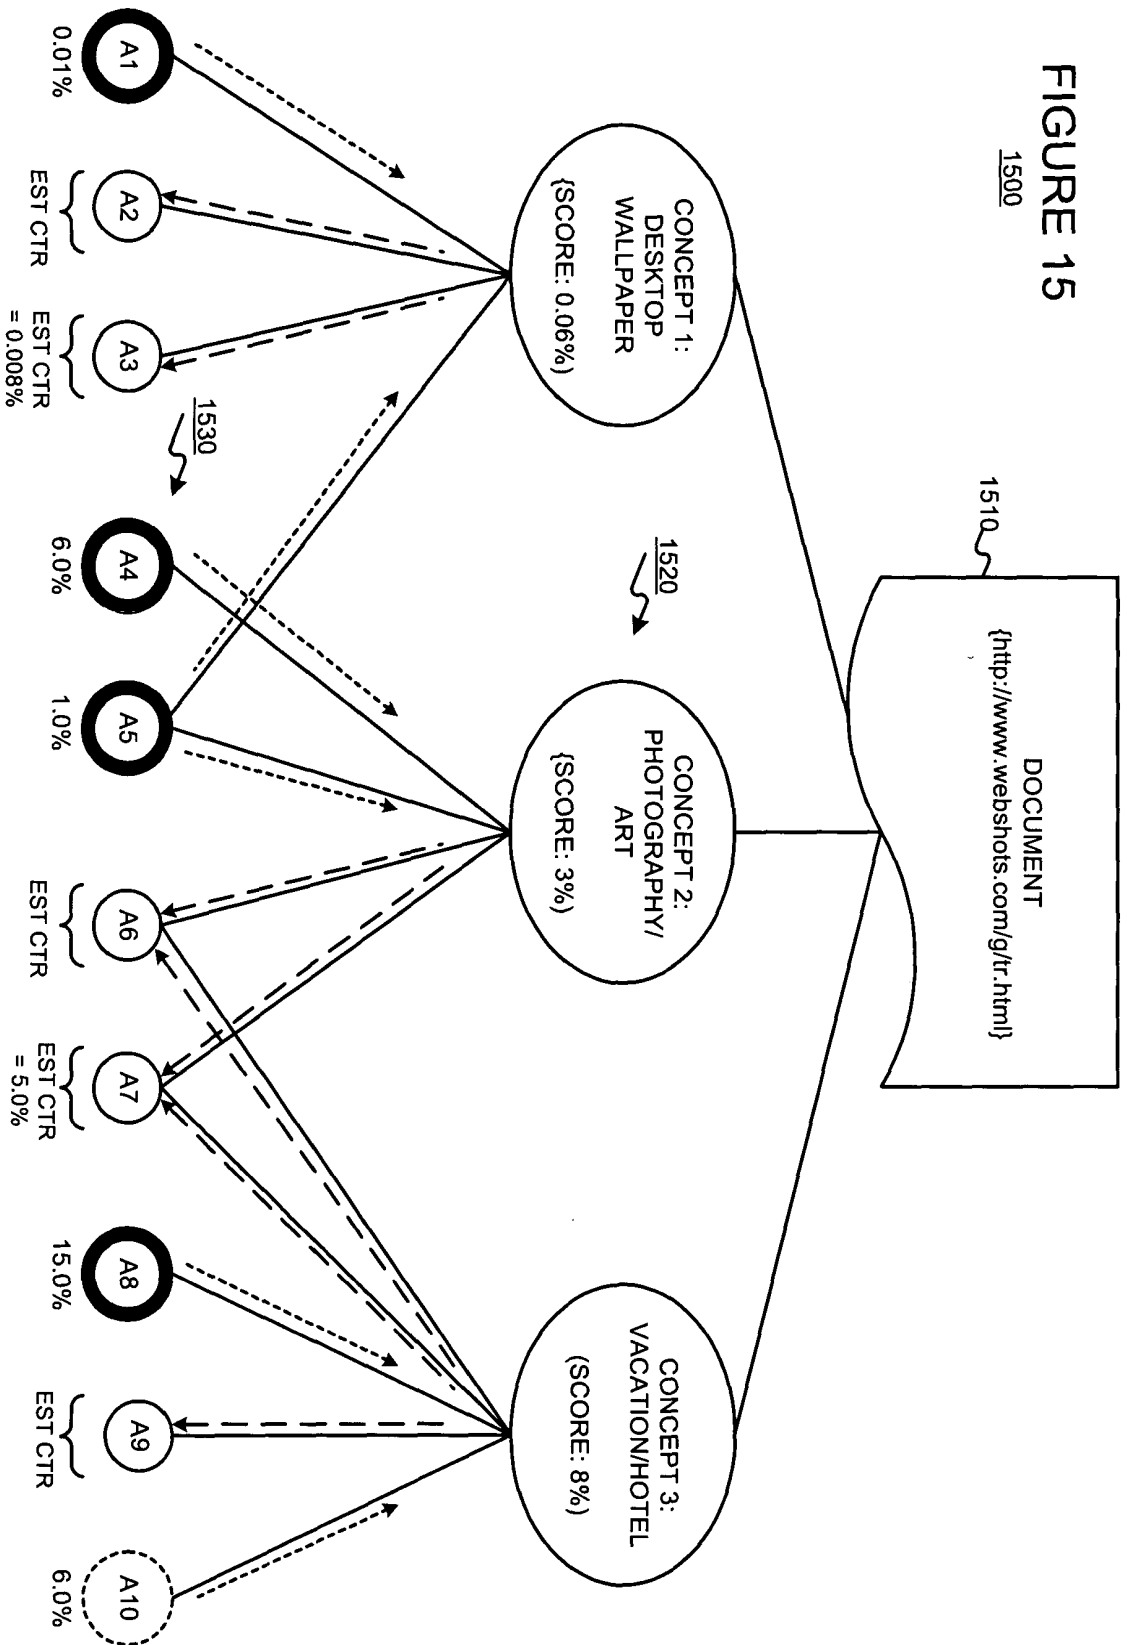 FIGURE 15
1500
1510
DOCUMENT
{http://www.webshots.com/g/tr.html}
1520
CONCEPT 1:
DESKTOP
WALLPAPER
{SCORE: 0.06%}
CONCEPT 2:
PHOTOGRAPHY/
ART
{SCORE: 3%}
CONCEPT 3:
VACATION/HOTEL
(SCORE: 8%)
1530
A1
0.01%
A2
EST CTR
A3
EST CTR
= 0.008%
A4
6.0%
A5
1.0%
A6
EST CTR
A7
EST CTR
= 5.0%
A8
15.0%
A9
EST CTR
A10
6.0%